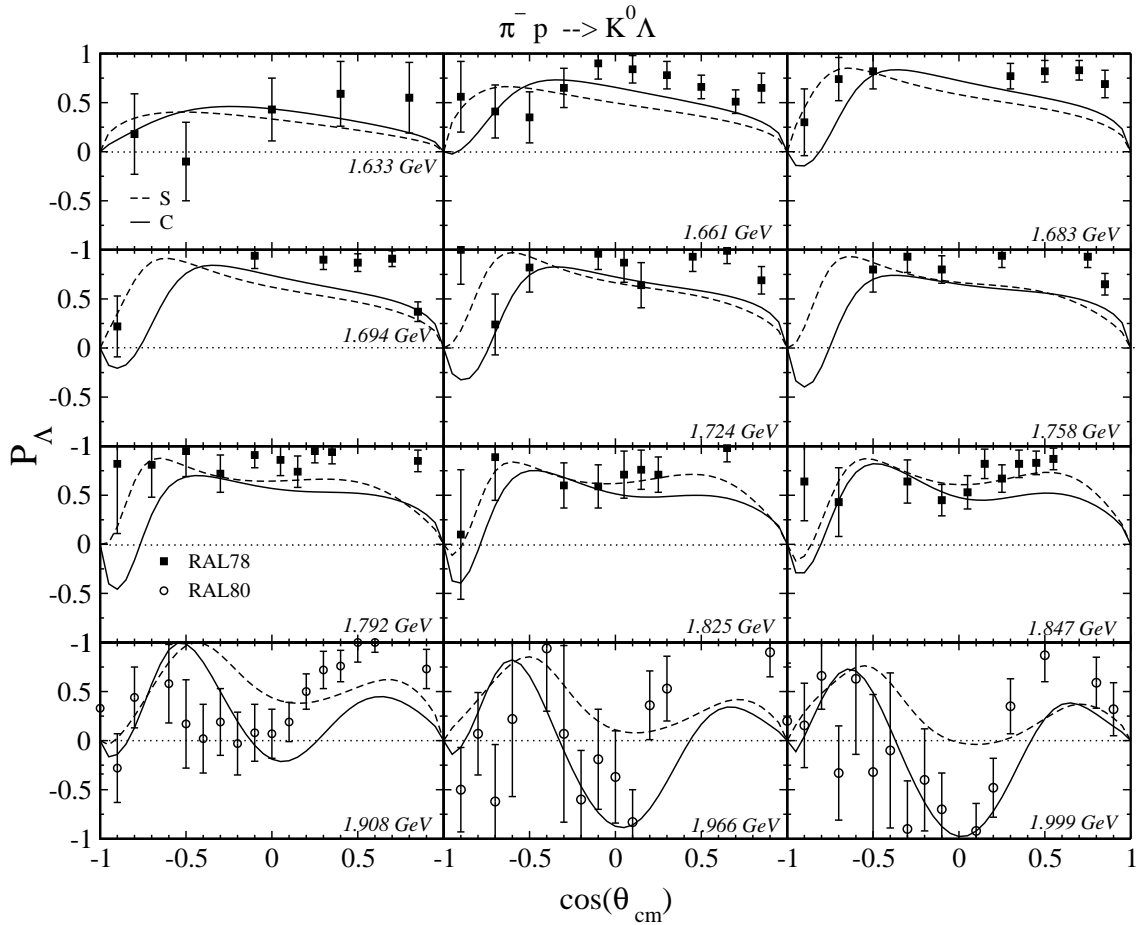 π⁻ p --> K⁰Λ
1
0.5
0
-0.5
S
C
1.633 GeV
1.661 GeV
1.683 GeV
-1
0.5
0
-0.5
1.694 GeV
1.724 GeV
1.758 GeV
P_Λ
-1
0.5
0
-0.5
RAL78
RAL80
1.792 GeV
1.825 GeV
1.847 GeV
-1
0.5
0
-0.5
-1
1.908 GeV
1.966 GeV
1.999 GeV
-1 -0.5 0 0.5 -1 -0.5 0 0.5 -1 -0.5 0 0.5 1
cos(θ_cm)